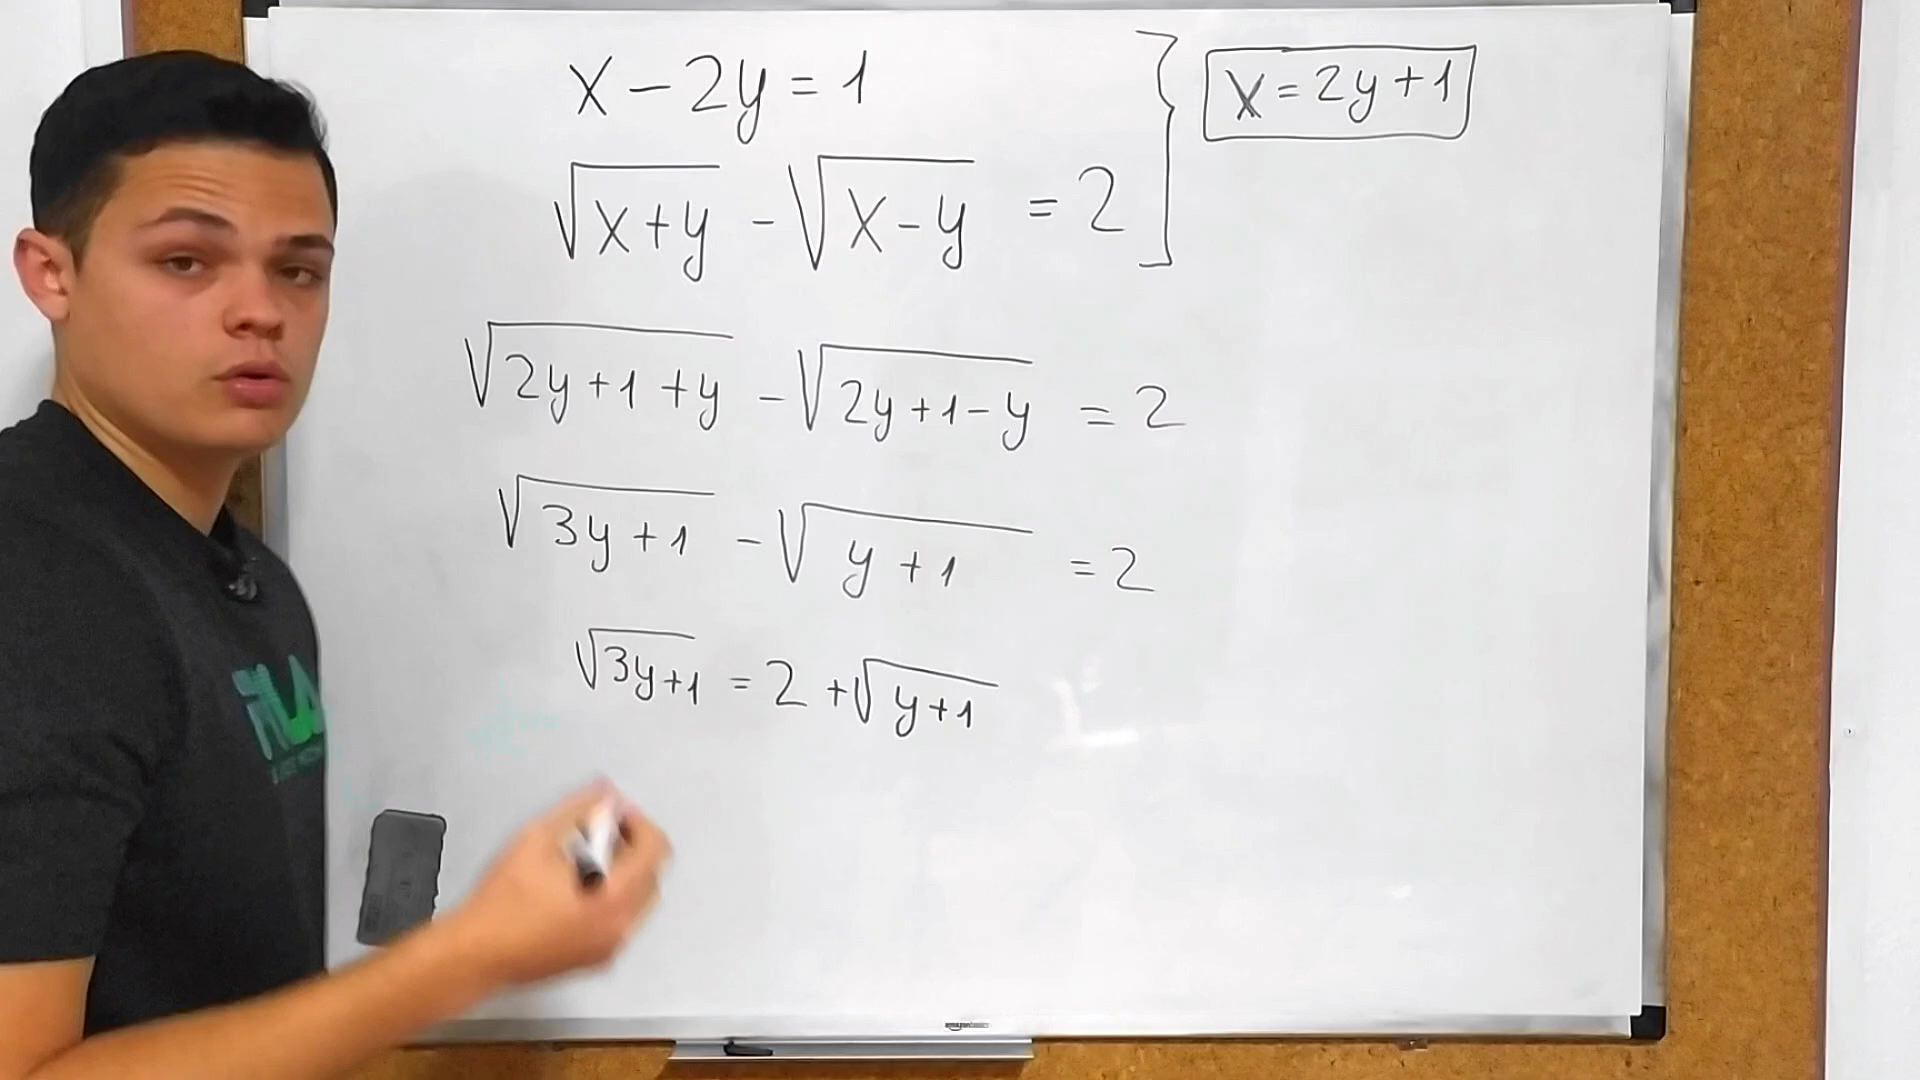 x - 2y = 1
x = 2y + 1
√x+y - √x-y = 2
√2y+1+y - √2y+1-y = 2
√3y+1 - √y+1 = 2
√3y+1 = 2 + √y+1